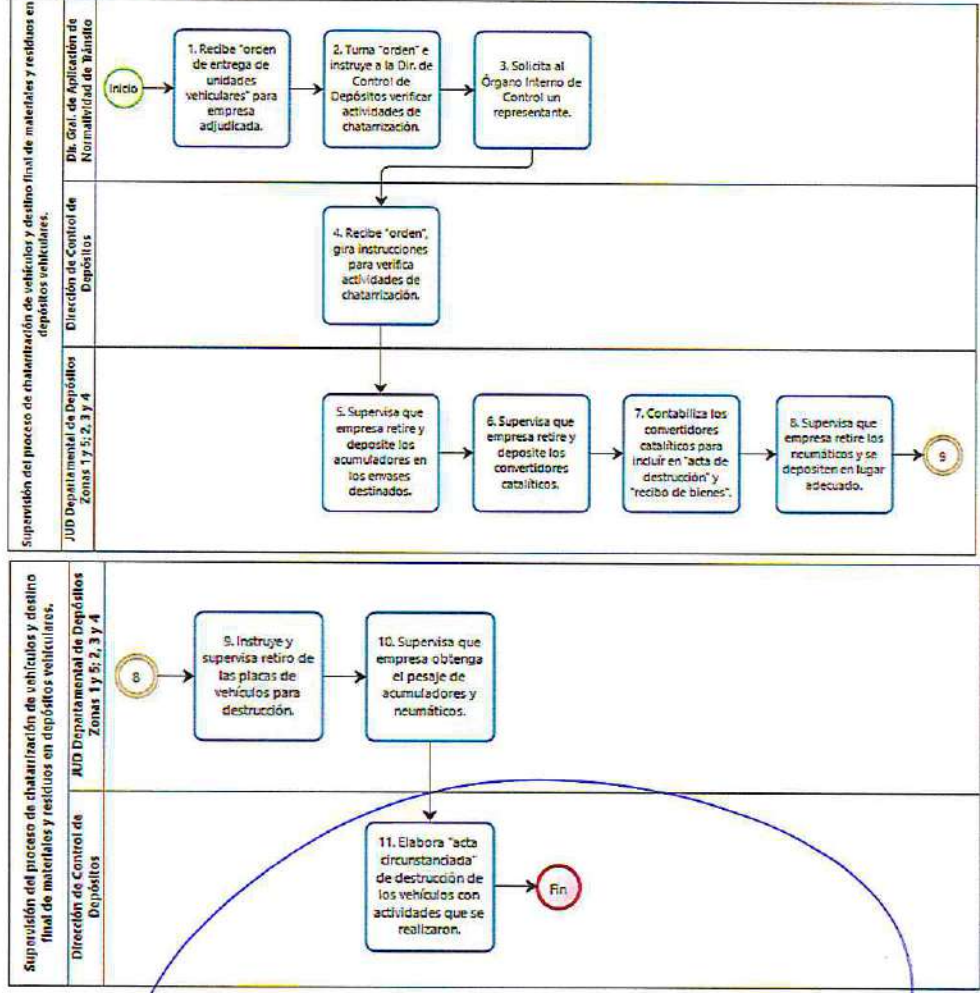 Supervisión del proceso de chatarrización de vehículos y destino final de materiales y residuos en
depósitos vehiculares.
Dir. Gral. de Aplicación de
Normatividad de Tránsito
Inicio
1. Recibe "orden
de entrega de
unidades
vehiculares" para
empresa
adjudicada.
2. Turna "orden" e
instruye a la Dir. de
Control de
Depósitos verificar
actividades de
chatarrización.
3. Solicita al
Órgano Interno de
Control un
representante.
Dirección de Control de
Depósitos
4. Recibe "orden",
gira instrucciones
para verifica
actividades de
chatarrización.
JUD Departamental de Depósitos
Zonas 1 y 5; 2, 3 y 4
5. Supervisa que
empresa retire y
deposite los
acumuladores en
los envases
destinados.
6. Supervisa que
empresa retire y
deposite los
convertidores
catalíticos.
7. Contabiliza los
convertidores
catalíticos para
incluir en "acta de
destrucción" y
"recibo de bienes".
8. Supervisa que
empresa retire los
neumáticos y se
depositen en lugar
adecuado.
9
Supervisión del proceso de chatarrización de vehículos y destino
final de materiales y residuos en depósitos vehiculares.
JUD Departamental de Depósitos
Zonas 1 y 5; 2, 3 y 4
8
9. Instruye y
supervisa retiro de
las placas de
vehículos para
destrucción.
10. Supervisa que
empresa obtenga
el pesaje de
acumuladores y
neumáticos.
Dirección de Control de
Depósitos
11. Elabora "acta
circunstanciada"
de destrucción de
los vehículos con
actividades que se
realizaron.
Fin